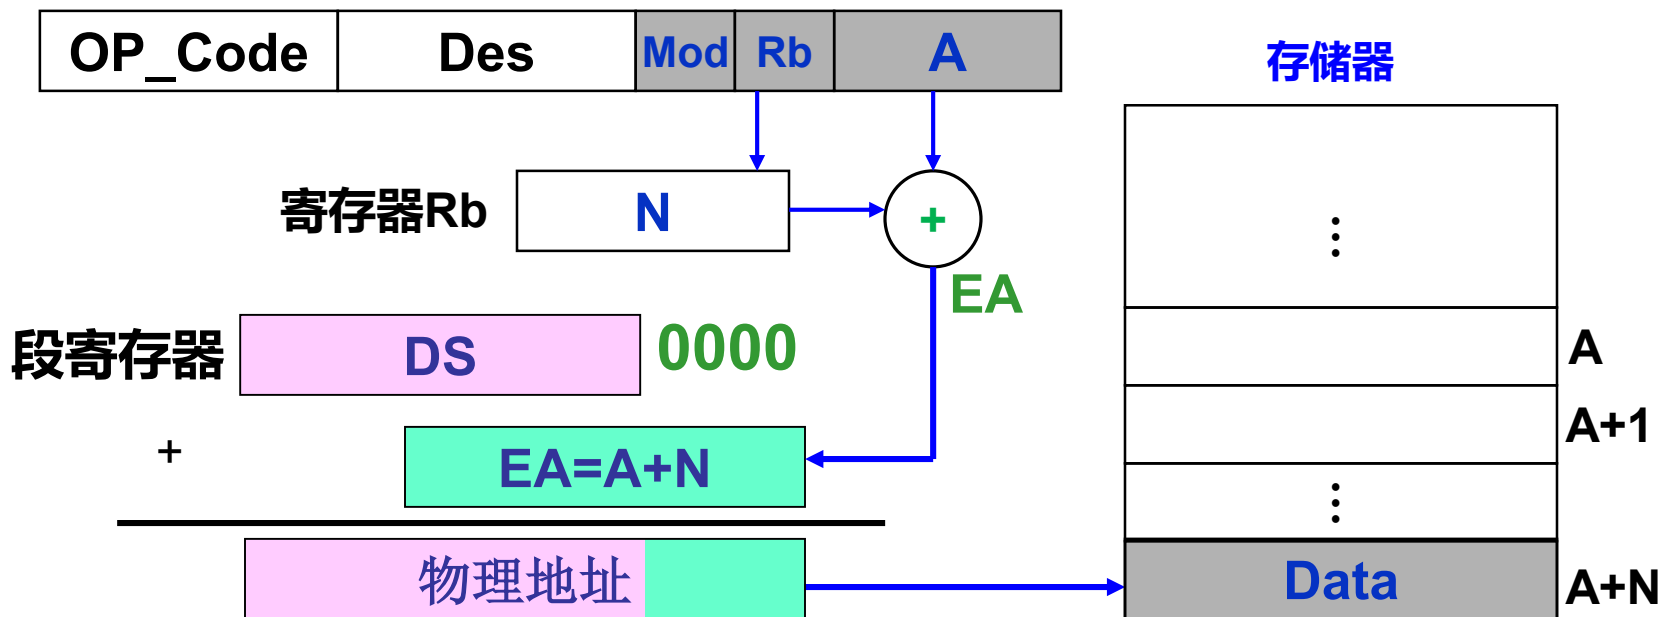 OP_Code Des Mod Rb A
存储器
寄存器Rb N +
EA
段寄存器 DS 0000
A
A+1
+ EA=A+N
物理地址 Data A+N